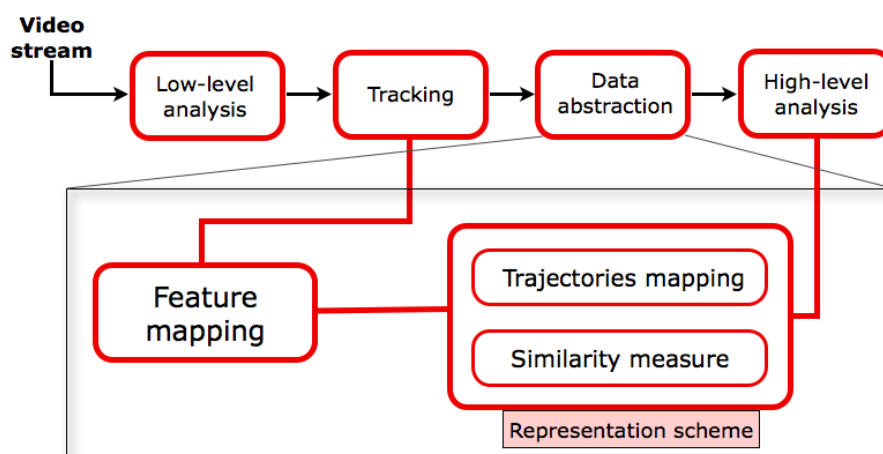 Video
stream
Low-level
analysis
Tracking
Data
abstraction
High-level
analysis
Feature
mapping
Trajectories mapping
Similarity measure
Representation scheme